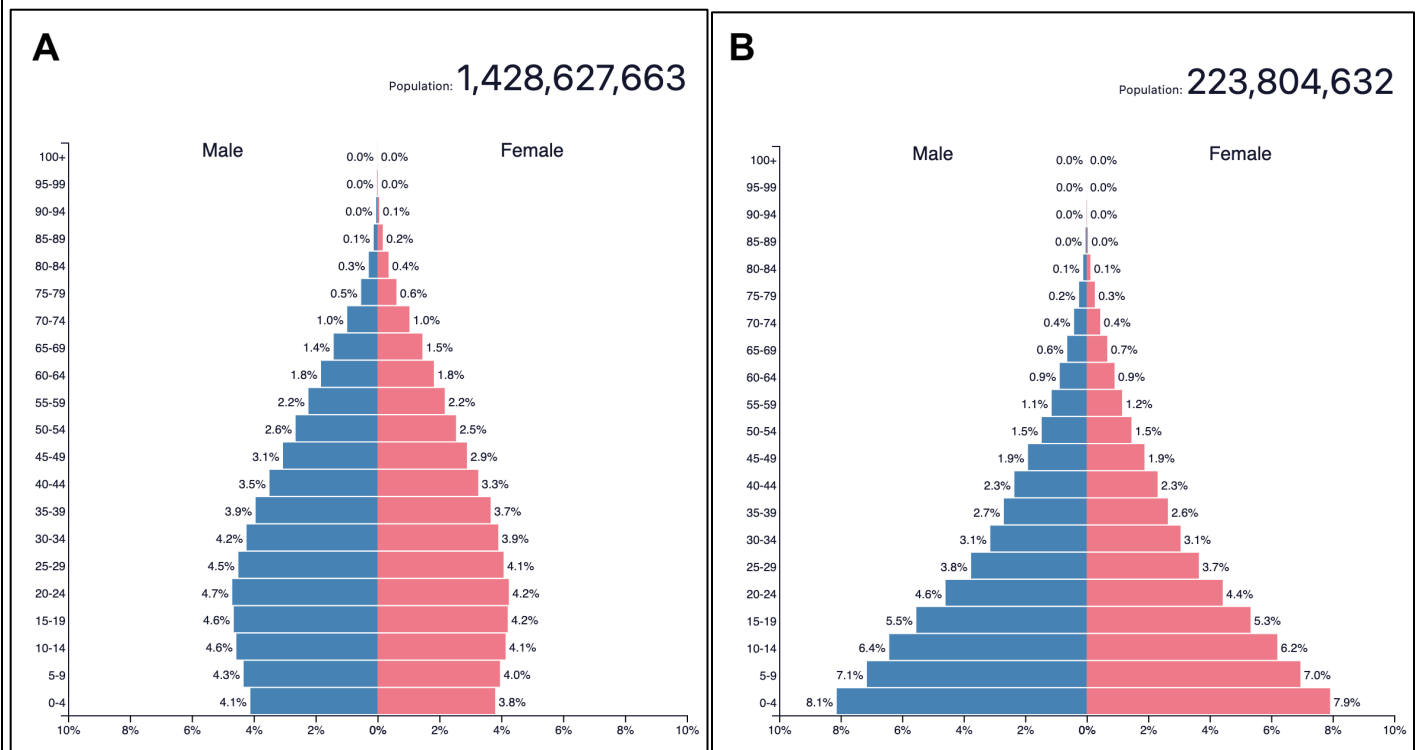 A
Population: 1,428,627,663
Male Female
100+ 0.0% 0.0%
95-99 0.0% 0.0%
90-94 0.0% 0.1%
85-89 0.1% 0.2%
80-84 0.3% 0.4%
75-79 0.5% 0.6%
70-74 1.0% 1.0%
65-69 1.4% 1.5%
60-64 1.8% 1.8%
55-59 2.2% 2.2%
50-54 2.6% 2.5%
45-49 3.1% 2.9%
40-44 3.5% 3.3%
35-39 3.9% 3.7%
30-34 4.2% 3.9%
25-29 4.5% 4.1%
20-24 4.7% 4.2%
15-19 4.6% 4.2%
10-14 4.6% 4.1%
5-9 4.3% 4.0%
0-4 4.1% 3.8%
10% 8% 6% 4% 2% 0% 2% 4% 6% 8% 10%
B
Population: 223,804,632
Male Female
100+ 0.0% 0.0%
95-99 0.0% 0.0%
90-94 0.0% 0.0%
85-89 0.0% 0.0%
80-84 0.1% 0.1%
75-79 0.2% 0.3%
70-74 0.4% 0.4%
65-69 0.6% 0.7%
60-64 0.9% 0.9%
55-59 1.1% 1.2%
50-54 1.5% 1.5%
45-49 1.9% 1.9%
40-44 2.3% 2.3%
35-39 2.7% 2.6%
30-34 3.1% 3.1%
25-29 3.8% 3.7%
20-24 4.6% 4.4%
15-19 5.5% 5.3%
10-14 6.4% 6.2%
5-9 7.1% 7.0%
0-4 8.1% 7.9%
10% 8% 6% 4% 2% 0% 2% 4% 6% 8% 10%